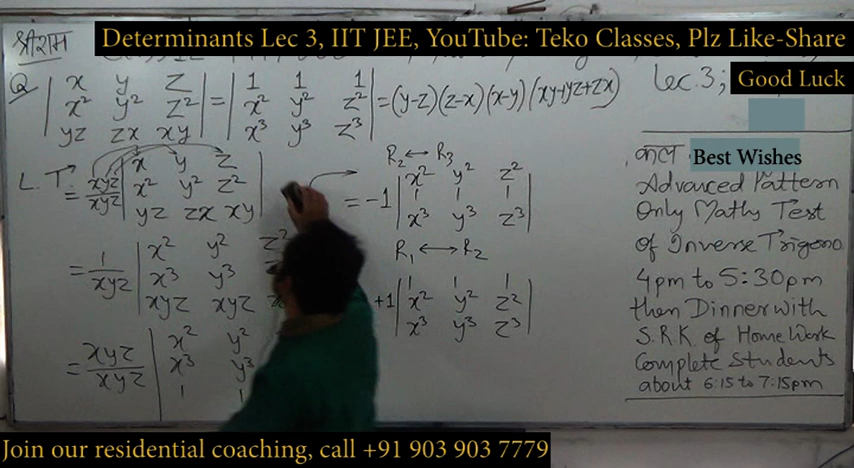 श्रीराम
Determinants Lec 3, IIT JEE, YouTube: Teko Classes, Plz Like-Share
Lec.3;
Good Luck
Q
| x y z |
| x² y² z² |
| yz zx xy |
=
| 1 1 1 |
| x² y² z² |
| x³ y³ z³ |
= (y-z)(z-x)(x-y)(xy+yz+zx)
L.T.
= xyz/xyz
| x y z |
| x² y² z² |
| yz zx xy |
= 1/xyz
| x² y² z² |
| x³ y³
| xyz xyz
= xyz/xyz
| x² y²
| x³ y³
| 1 1
R₂ ↔ R₃
= -1
| x² y² z² |
| 1 1 1 |
| x³ y³ z³ |
R₁ ↔ R₂
+1
| 1 1 1 |
| x² y² z² |
| x³ y³ z³ |
कल
Best Wishes
Advanced Pattern
Only Maths Test
of Inverse Trigono
4pm to 5:30pm
then Dinner with
S.R.K. of Home Work
Complete Students
about 6:15 to 7:15pm
Join our residential coaching, call +91 903 903 7779